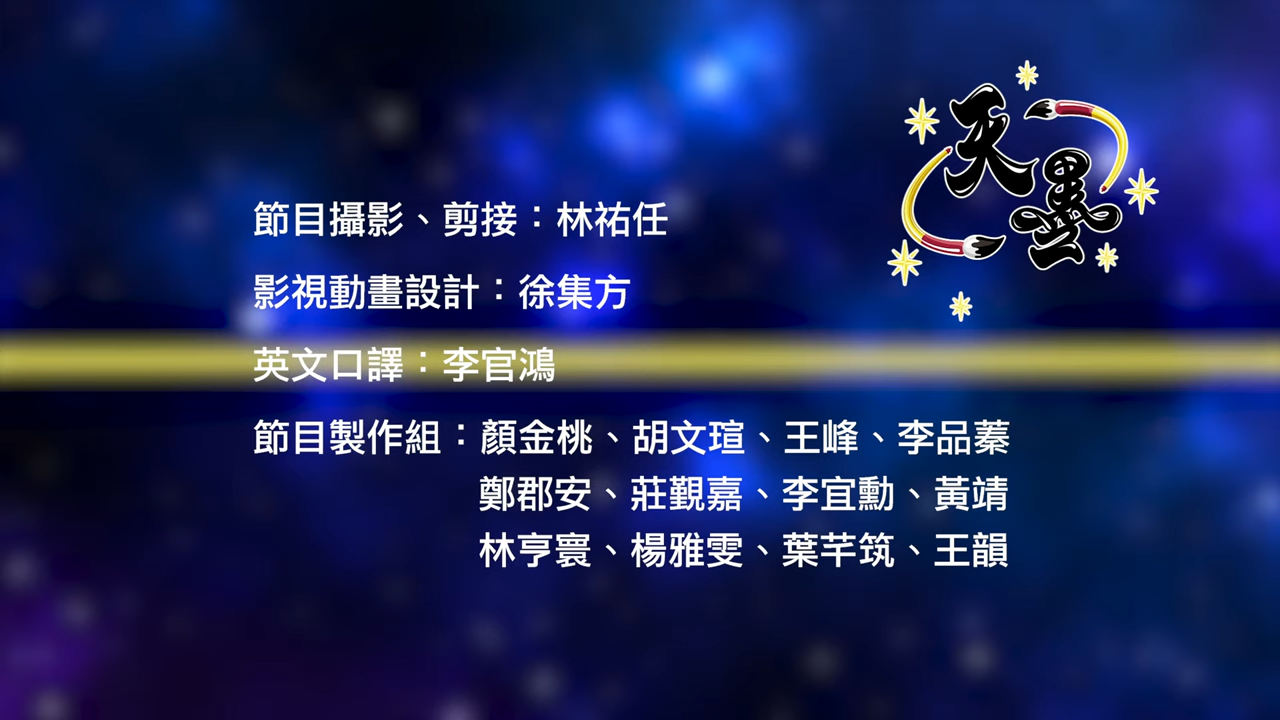 天墨
節目攝影、剪接：林祐任
影視動畫設計：徐集方
英文口譯：李官鴻
節目製作組：顏金桃、胡文瑄、王峰、李品蓁
鄭郡安、莊觐嘉、李宜勳、黃靖
林亨寰、楊雅雯、葉芊筑、王韻